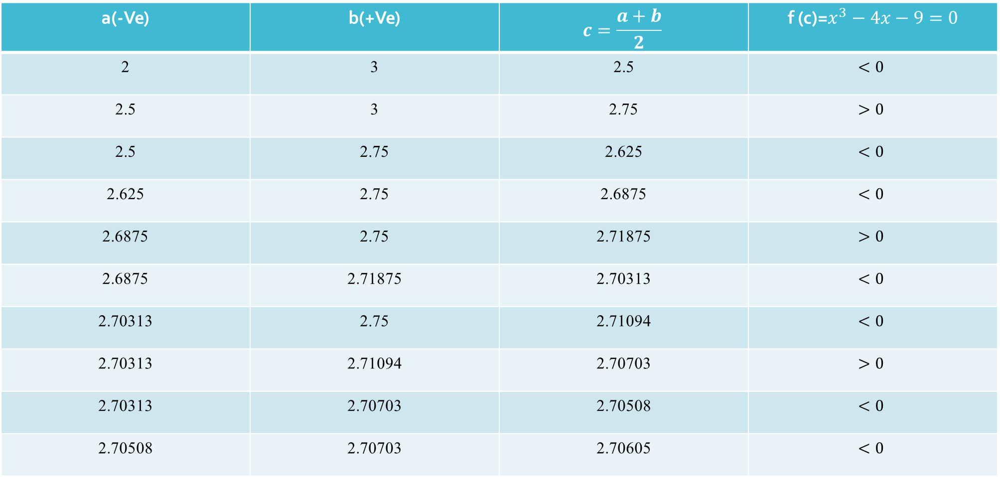 a(-Ve) b(+Ve) c = (a + b)/2 f (c)=x³ − 4x − 9 = 0
2 3 2.5 < 0
2.5 3 2.75 > 0
2.5 2.75 2.625 < 0
2.625 2.75 2.6875 < 0
2.6875 2.75 2.71875 > 0
2.6875 2.71875 2.70313 < 0
2.70313 2.75 2.71094 < 0
2.70313 2.71094 2.70703 > 0
2.70313 2.70703 2.70508 < 0
2.70508 2.70703 2.70605 < 0